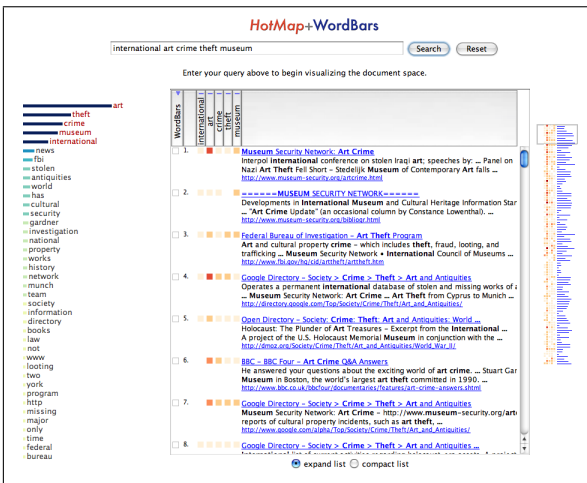 HotMap+WordBars
international art crime theft museum
Search
Reset
Enter your query above to begin visualizing the document space.
art
theft
crime
museum
international
news
fbi
stolen
antiquities
world
has
cultural
security
gardner
investigation
national
property
works
history
network
munch
team
society
information
directory
books
law
not
www
looting
two
york
program
http
missing
major
only
time
federal
bureau
WordBars
international
art
crime
theft
museum
1. Museum Security Network: Art Crime
Interpol international conference on stolen Iraqi art; speeches by: ... Panel on
Nazi Art Theft Fell Short – Stedelijk Museum of Contemporary Art falls ...
http://www.museum-security.org/artcrime.html
2. ======MUSEUM SECURITY NETWORK======
Developments in International Museum and Cultural Heritage Information Star
... "Art Crime Update" (an occasional column by Constance Lowenthal). ...
http://www.museum-security.org/bibliogr.html
3. Federal Bureau of Investigation – Art Theft Program
Art and cultural property crime – which includes theft, fraud, looting, and
trafficking ... Museum Security Network • International Council of Museums ...
http://www.fbi.gov/hq/cid/arttheft/arttheft.htm
4. Google Directory – Society > Crime > Theft > Art and Antiquities
Operates a permanent international database of stolen and missing works of a
... Museum Security Network: Art Crime ... Art Theft from Cyprus to Munich ...
http://directory.google.com/Top/Society/Crime/Theft/Art_and_Antiquities/
5. Open Directory – Society: Crime: Theft: Art and Antiquities: World ...
Holocaust: The Plunder of Art Treasures – Excerpt from the International ...
A project of the U.S. Holocaust Memorial Museum in conjunction with the ...
http://dmoz.org/Society/Crime/Theft/Art_and_Antiquities/World_War_II/
6. BBC – BBC Four – Art Crime Q&A Answers
He answered your questions about the exciting world of art crime. ... Stuart Gar
Museum in Boston, the world's largest art theft committed in 1990. ...
http://www.bbc.co.uk/bbcfour/documentaries/features/art-crime-answers.shtml
7. Google Directory – Society > Crime > Theft > Art and Antiquities
Museum Security Network: Art Crime – http://www.museum-security.org/art
reports of cultural property incidents, such as art theft, ...
http://www.google.com/alpha/Top/Society/Crime/Theft/Art_and_Antiquities/
8. Google Directory – Society > Crime > Theft > Art and Antiquities ...
expand list
compact list